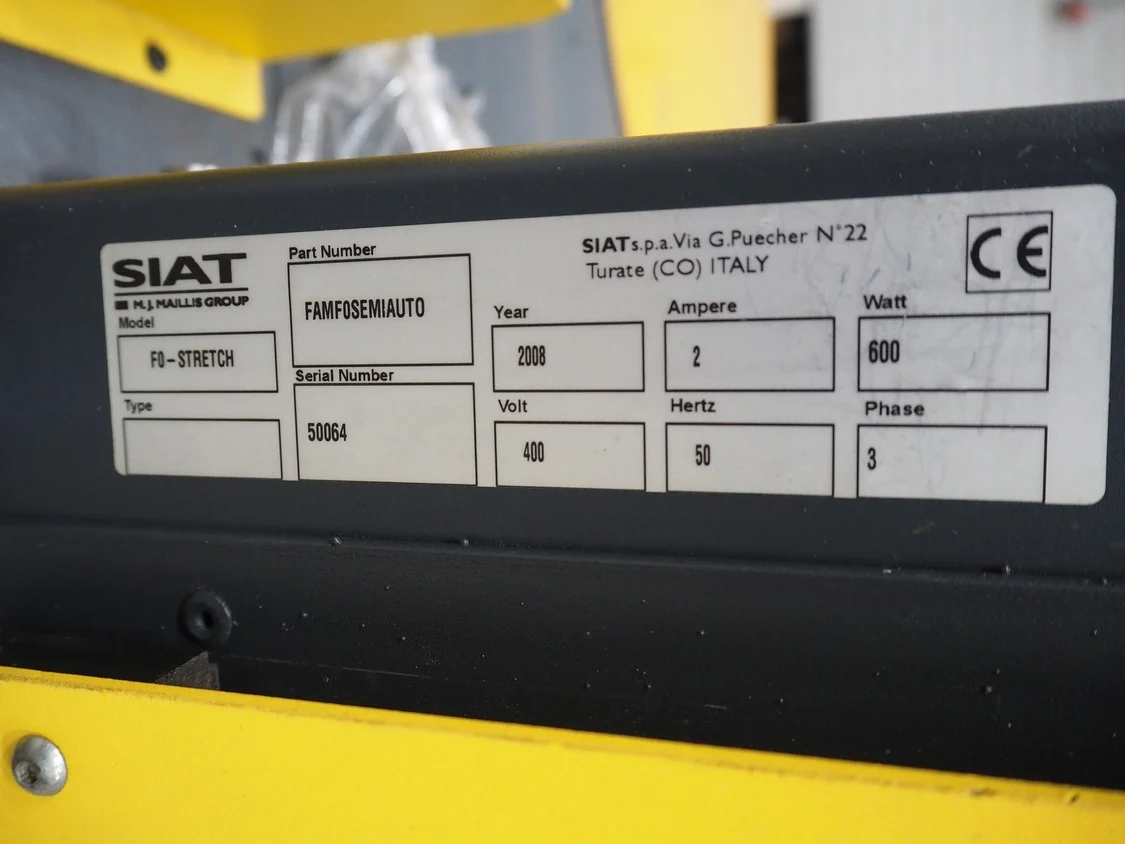 SIAT
M.J. MAILLIS GROUP
Model
F0-STRETCH
Type
Part Number
FAMF0SEMIAUTO
Serial Number
50064
SIAT s.p.a. Via G.Puecher N°22
Turate (CO) ITALY
CE
Year
2008
Ampere
2
Watt
600
Volt
400
Hertz
50
Phase
3